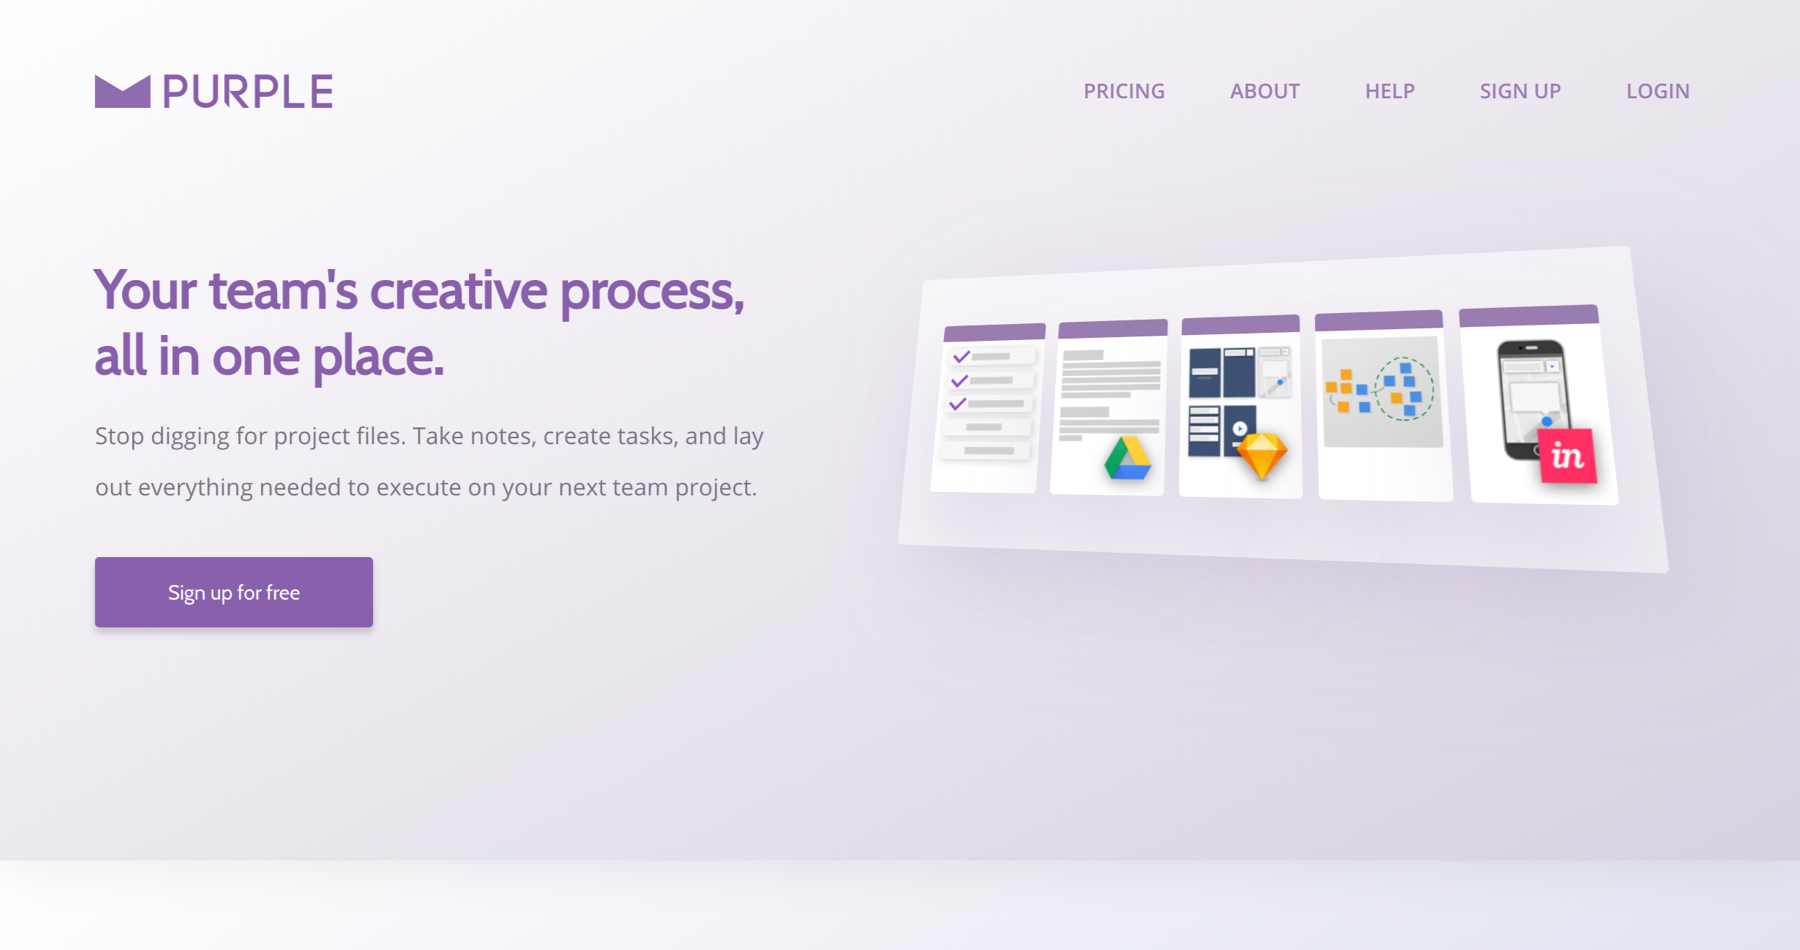 PURPLE
PRICING
ABOUT
HELP
SIGN UP
LOGIN
Your team's creative process,
all in one place.
Stop digging for project files. Take notes, create tasks, and lay
out everything needed to execute on your next team project.
Sign up for free
in